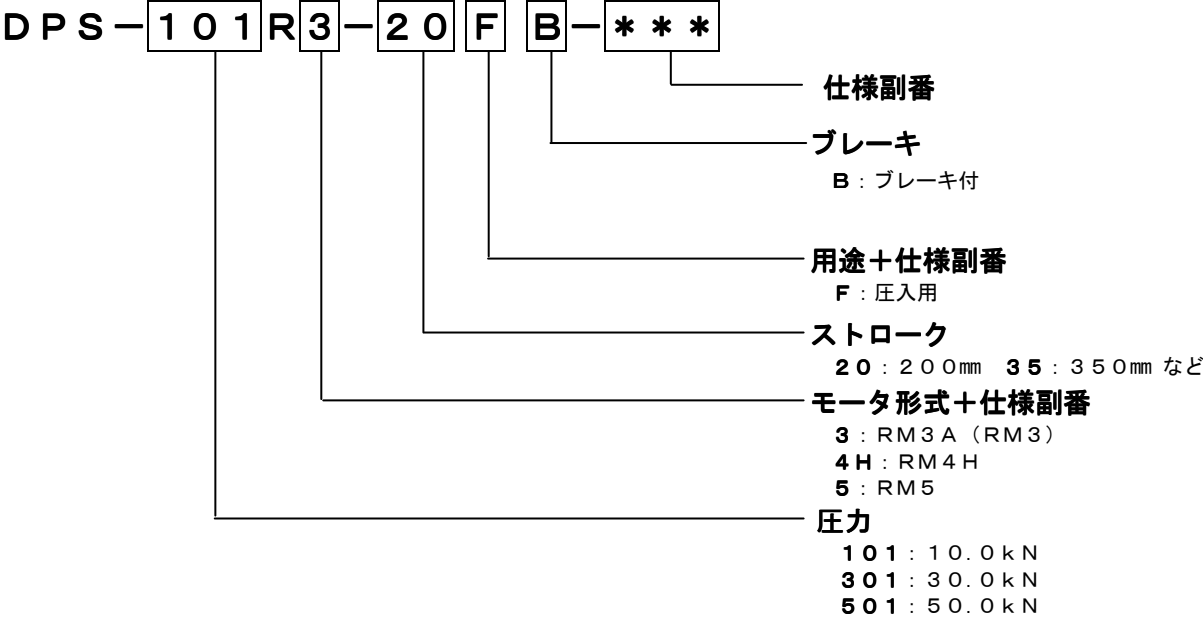 DPS-101R3-20FB-***
仕様副番
ブレーキ
B:ブレーキ付
用途+仕様副番
F:圧入用
ストローク
20:200㎜ 35:350㎜ など
モータ形式+仕様副番
3:RM3A(RM3)
4H:RM4H
5:RM5
圧力
101:10.0kN
301:30.0kN
501:50.0kN